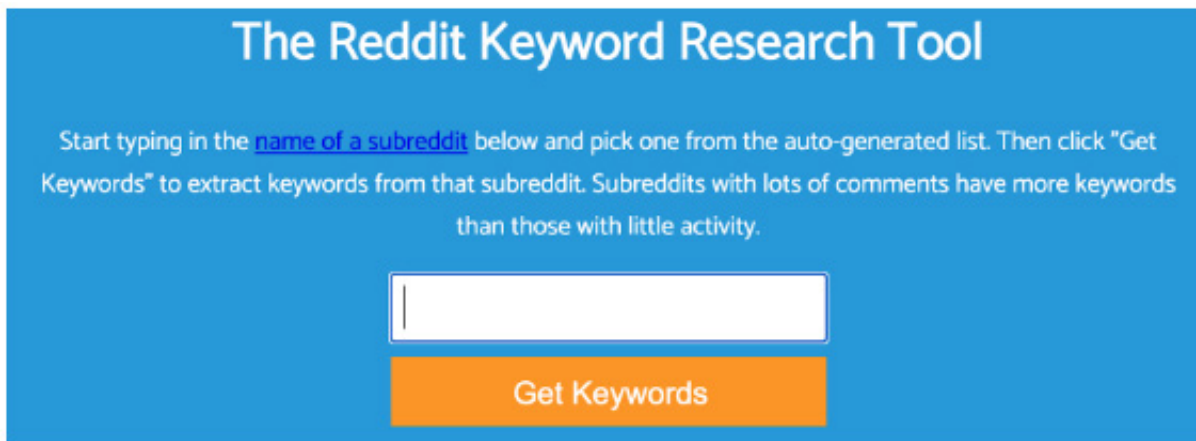 The Reddit Keyword Research Tool
Start typing in the name of a subreddit below and pick one from the auto-generated list. Then click "Get
Keywords" to extract keywords from that subreddit. Subreddits with lots of comments have more keywords
than those with little activity.
Get Keywords